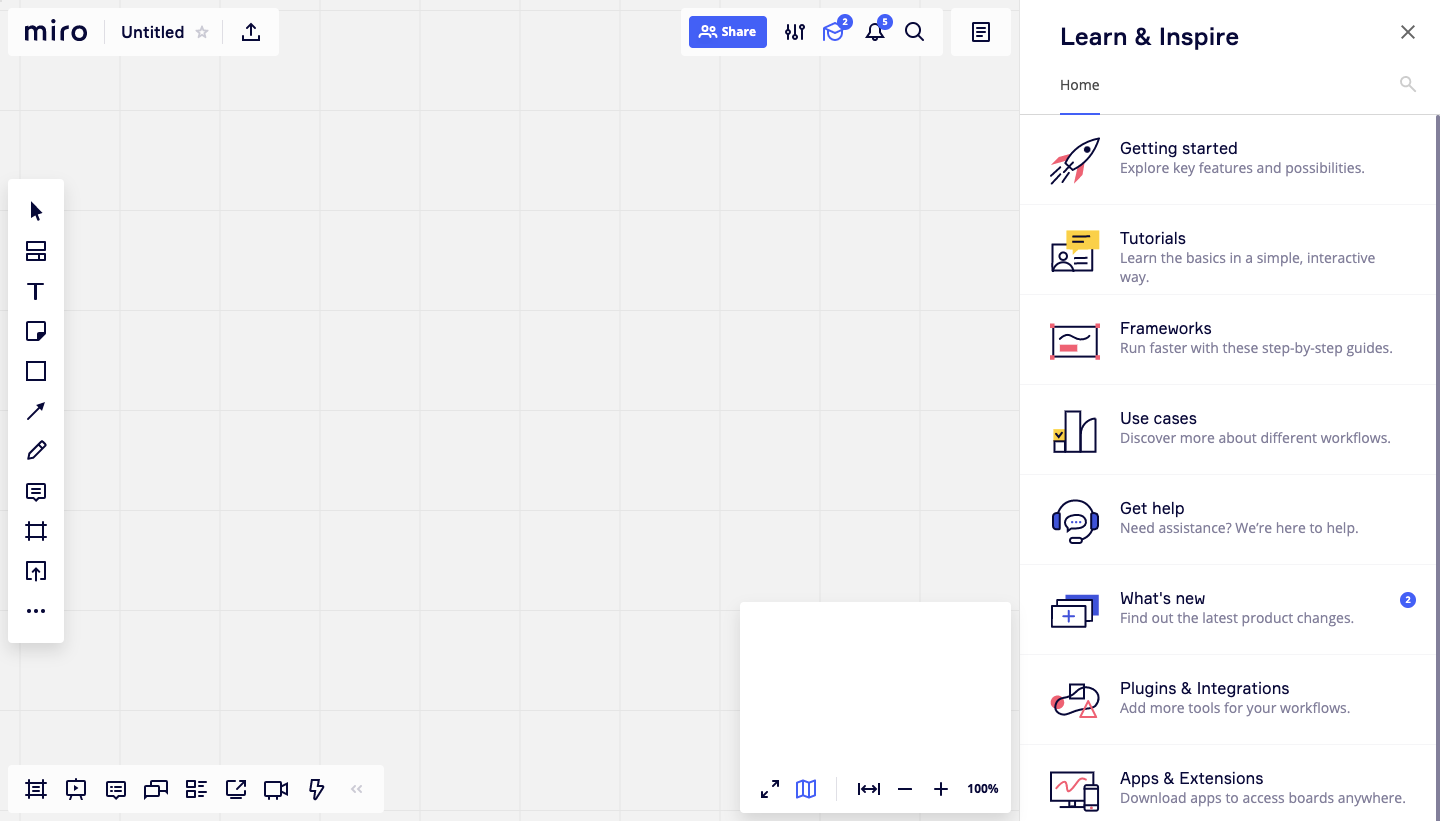 miro
Untitled
Share
2
5
Learn & Inspire
Home
Getting started
Explore key features and possibilities.
Tutorials
Learn the basics in a simple, interactive
way.
Frameworks
Run faster with these step-by-step guides.
Use cases
Discover more about different workflows.
Get help
Need assistance? We’re here to help.
What's new
2
Find out the latest product changes.
Plugins & Integrations
Add more tools for your workflows.
Apps & Extensions
Download apps to access boards anywhere.
100%